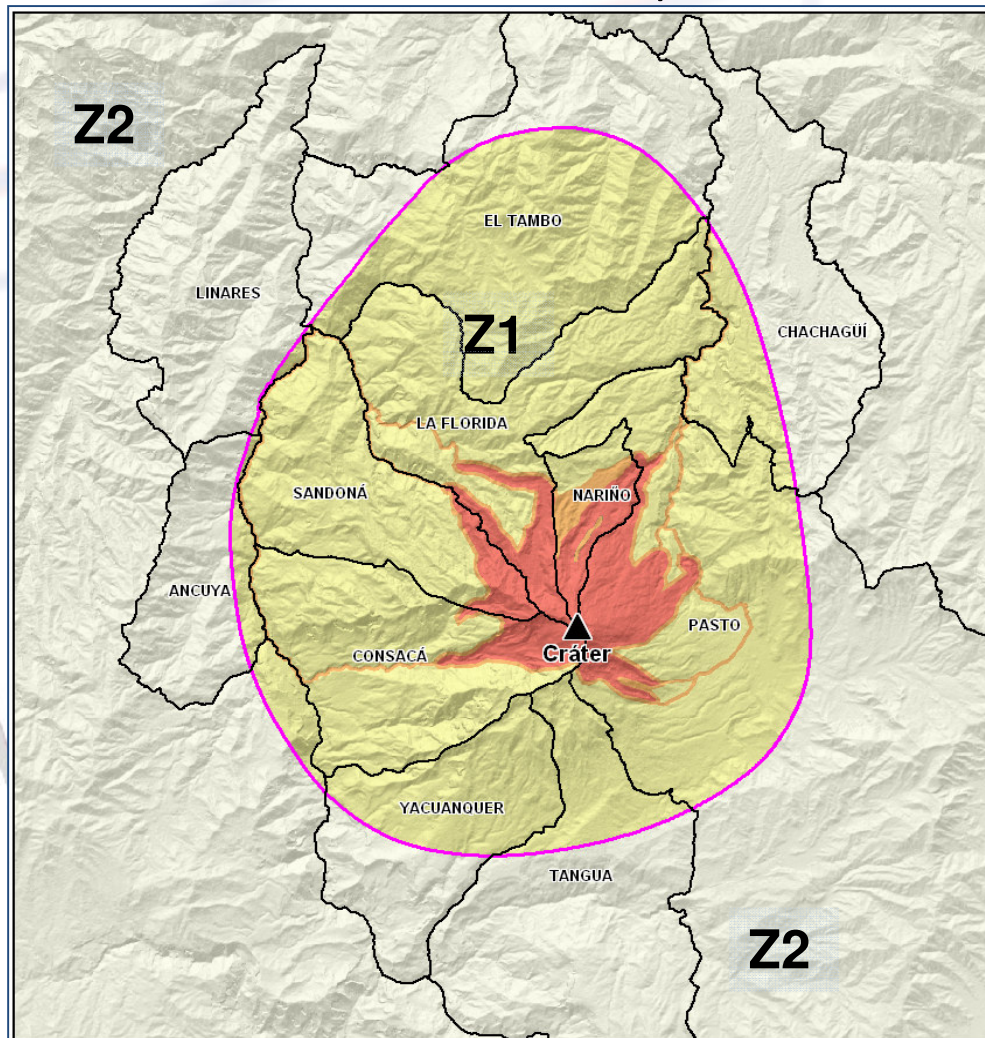 Z2
EL TAMBO
LINARES
CHACHAGÜÍ
Z1
LA FLORIDA
SANDONÁ
NARIÑO
ANCUYA
PASTO
CONSACÁ
Cráter
YACUANQUER
TANGUA
Z2